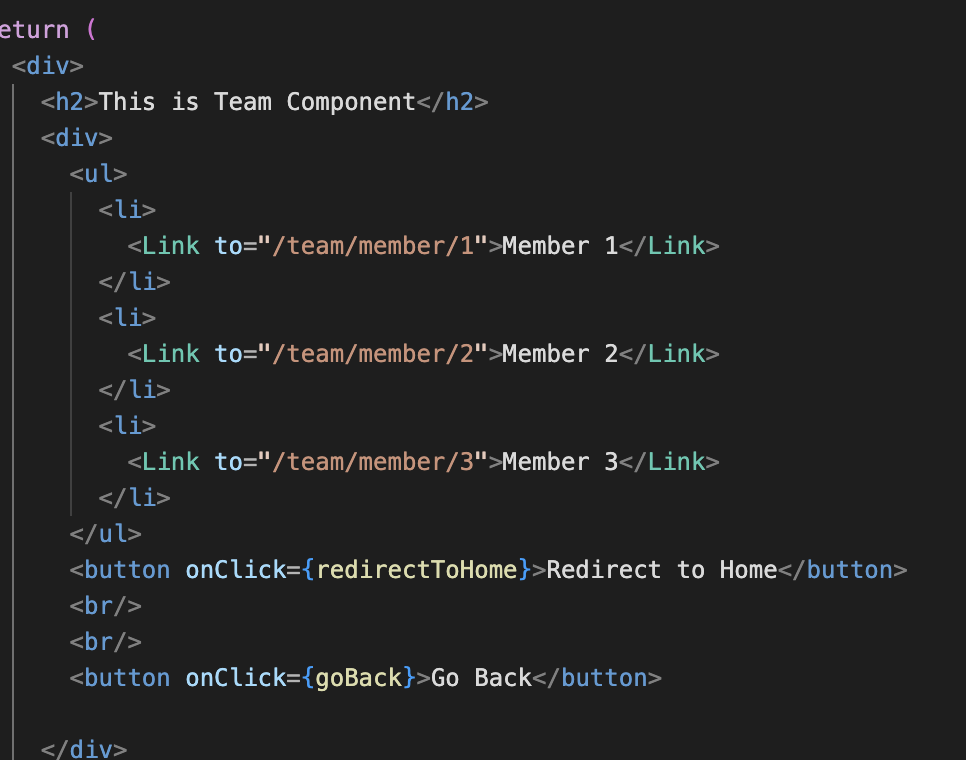 eturn (
<div>
<h2>This is Team Component</h2>
<div>
<ul>
<li>
<Link to="/team/member/1">Member 1</Link>
</li>
<li>
<Link to="/team/member/2">Member 2</Link>
</li>
<li>
<Link to="/team/member/3">Member 3</Link>
</li>
</ul>
<button onClick={redirectToHome}>Redirect to Home</button>
<br/>
<br/>
<button onClick={goBack}>Go Back</button>
</div>